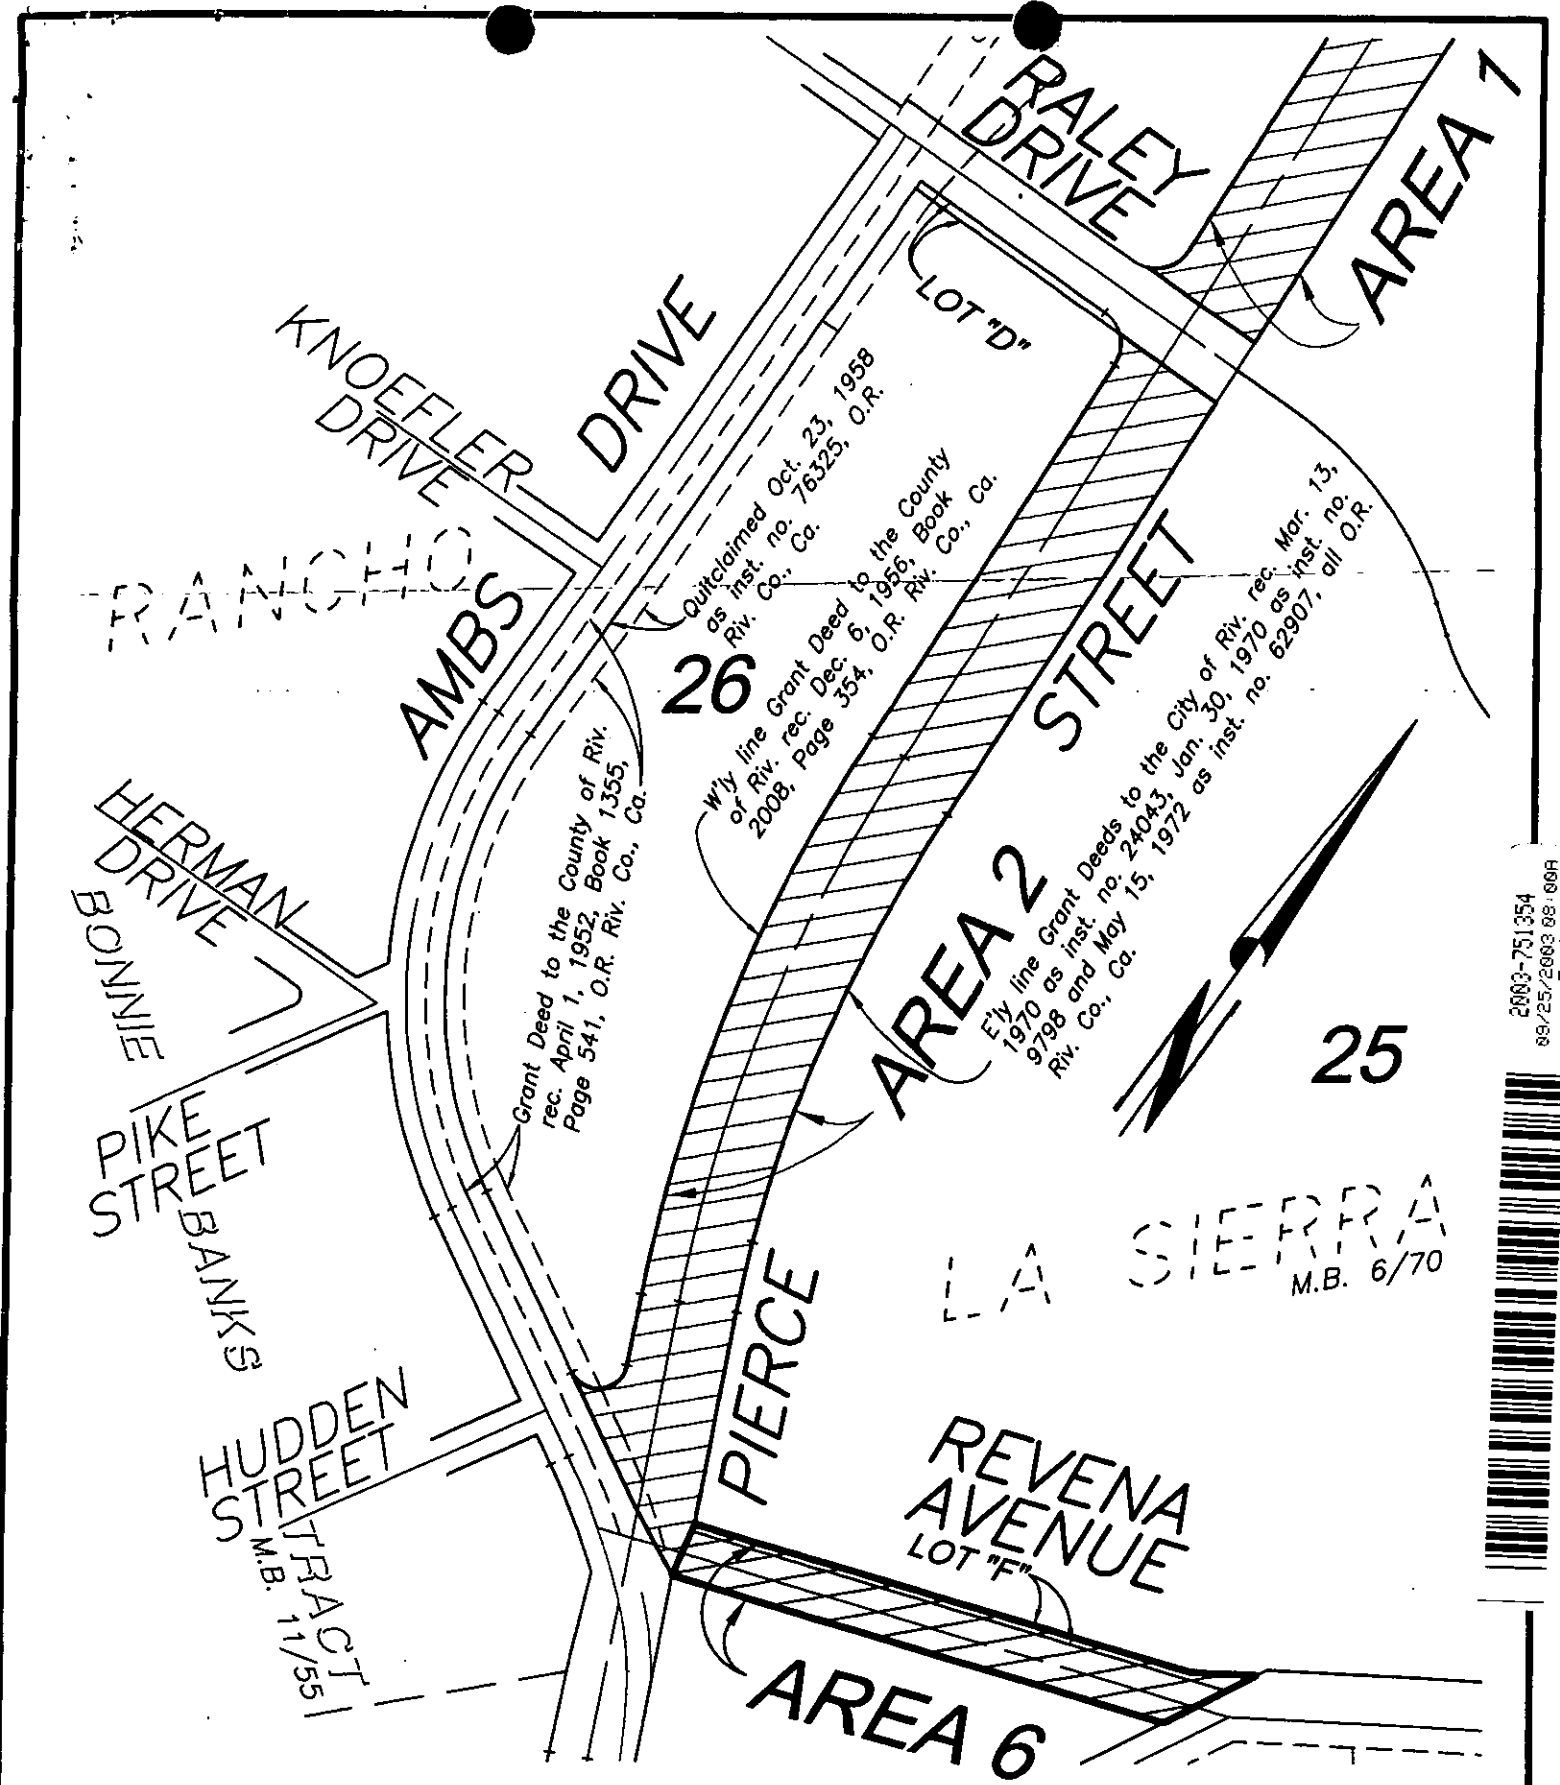 RALEY
DRIVE
AREA 1
LOT "D"
KNOEFLER
DRIVE
AMBS DRIVE
RANCHO
Quitclaimed Oct. 23, 1958
as inst. no. 76325, O.R.
Riv. Co., Ca.
26
W'ly line Grant Deed to the County
of Riv. rec. Dec. 6, 1956, Book
2008, Page 354, O.R. Riv. Co., Ca.
PIERCE STREET
E'ly line Grant Deeds to the City of Riv. rec. Mar. 13,
1970 as inst. no. 24043, Jan. 30, 1970 as inst. no.
9798 and May 15, 1972 as inst. no. 62907, all O.R.
Riv. Co., Ca.
Grant Deed to the County of Riv.
rec. April 1, 1952, Book 1355,
Page 541, O.R. Riv. Co., Ca.
HERMAN
DRIVE
AREA 2
25
2003-751354
09/25/2003 08:00A
BONNIE BANKS TRACT
M.B. 11/55
PIKE
STREET
LA SIERRA
M.B. 6/70
HUDDEN
STREET
REVENA
AVENUE
LOT "F"
AREA 6
N